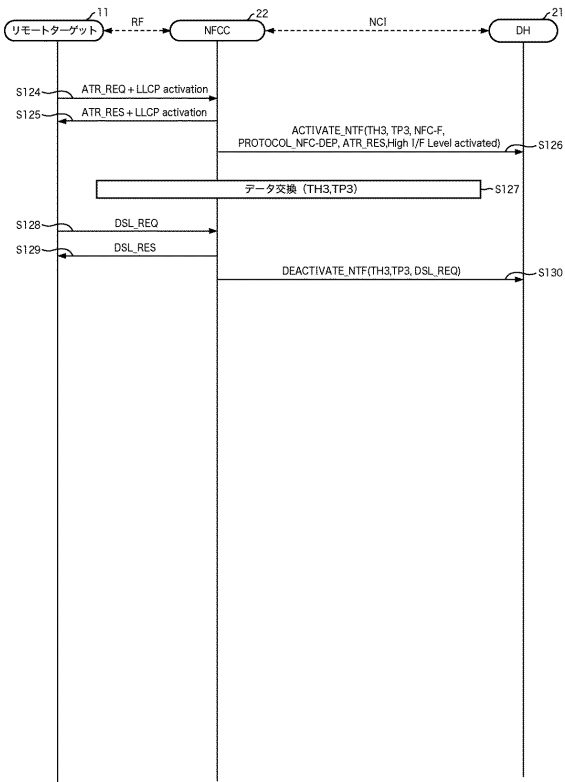 11
22
21
リモートターゲット
RF
NFCC
NCI
DH
S124
ATR_REQ + LLCP activation
S125
ATR_RES + LLCP activation
ACTIVATE_NTF(TH3, TP3, NFC-F,
PROTOCOL_NFC-DEP, ATR_RES,High I/F Level activated)
S126
データ交換（TH3,TP3）
S127
S128
DSL_REQ
S129
DSL_RES
DEACTIVATE_NTF(TH3,TP3, DSL_REQ)
S130